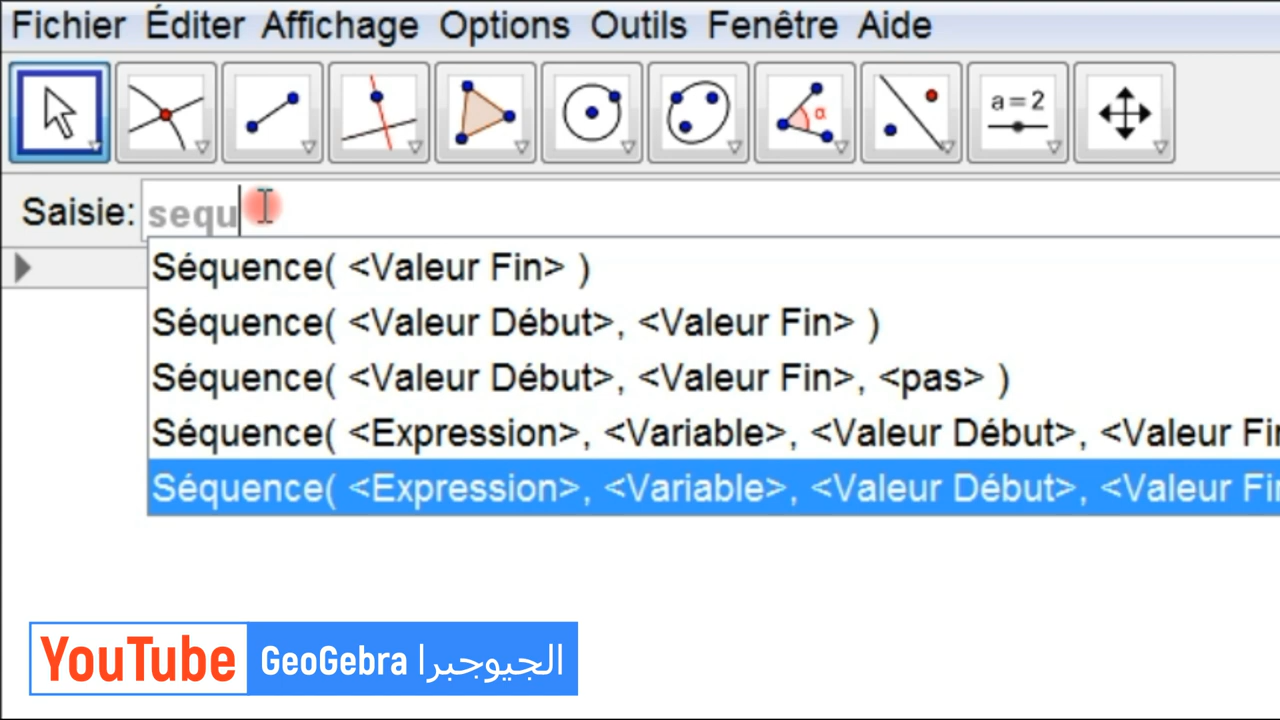 Fichier Éditer Affichage Options Outils Fenêtre Aide
α
a=2
Saisie: sequ
Séquence( <Valeur Fin> )
Séquence( <Valeur Début>, <Valeur Fin> )
Séquence( <Valeur Début>, <Valeur Fin>, <pas> )
Séquence( <Expression>, <Variable>, <Valeur Début>, <Valeur Fin
Séquence( <Expression>, <Variable>, <Valeur Début>, <Valeur Fin
YouTube GeoGebra الجيوجبرا